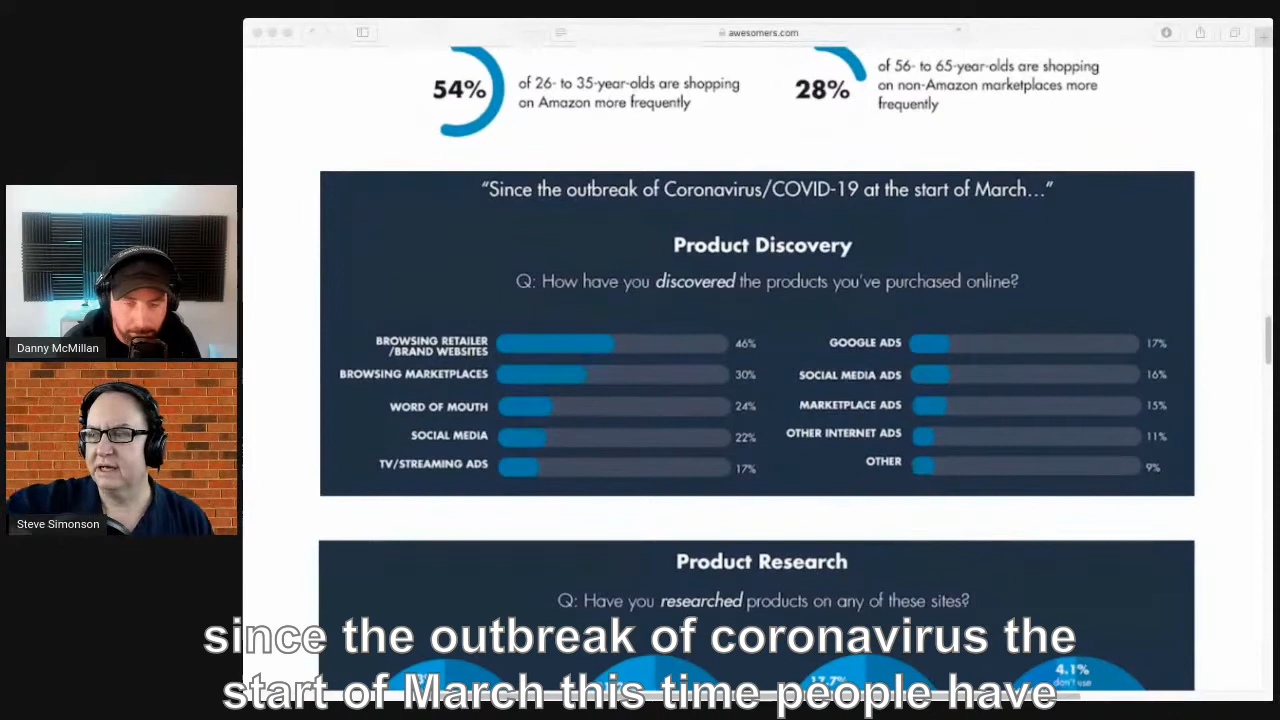 awesomers.com
54%
of 26- to 35-year-olds are shopping
on Amazon more frequently
28%
of 56- to 65-year-olds are shopping
on non-Amazon marketplaces more
frequently
“Since the outbreak of Coronavirus/COVID-19 at the start of March…”
Product Discovery
Q: How have you discovered the products you’ve purchased online?
BROWSING RETAILER
/BRAND WEBSITES
46%
BROWSING MARKETPLACES
30%
WORD OF MOUTH
24%
SOCIAL MEDIA
22%
TV/STREAMING ADS
17%
GOOGLE ADS
17%
SOCIAL MEDIA ADS
16%
MARKETPLACE ADS
15%
OTHER INTERNET ADS
11%
OTHER
9%
Danny McMillan
Steve Simonson
Product Research
Q: Have you researched products on any of these sites?
4.1%
don't use
since the outbreak of coronavirus the
start of March this time people have